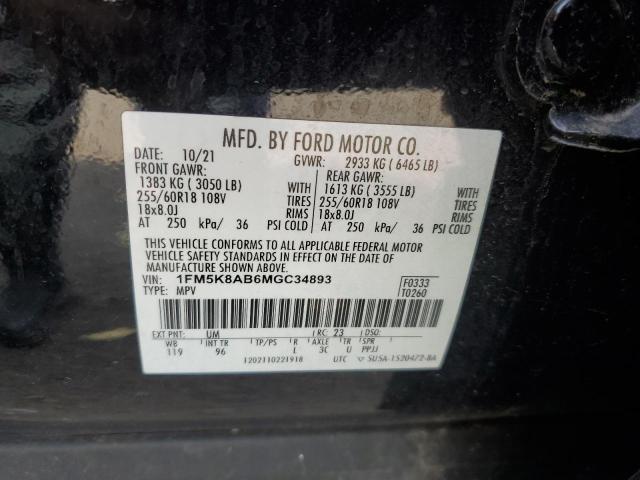 MFD. BY FORD MOTOR CO.
DATE: 10/21 GVWR: 2933 KG ( 6465 LB)
FRONT GAWR: REAR GAWR:
1383 KG ( 3050 LB) WITH 1613 KG ( 3555 LB) WITH
255/60R18 108V TIRES 255/60R18 108V TIRES
18x8.0J RIMS 18x8.0J RIMS
AT 250 kPa/ 36 PSI COLD AT 250 kPa/ 36 PSI COLD
THIS VEHICLE CONFORMS TO ALL APPLICABLE FEDERAL MOTOR
VEHICLE SAFETY STANDARDS IN EFFECT ON THE DATE OF
MANUFACTURE SHOWN ABOVE.
VIN: 1FM5K8AB6MGC34893 F0333
TYPE: MPV T0260
EXT PNT: UM RC: 23 DSO:
WB INT TR TP/PS R AXLE TR SPR
119 96 L 3C U PPJJ
1202110221918 UTC